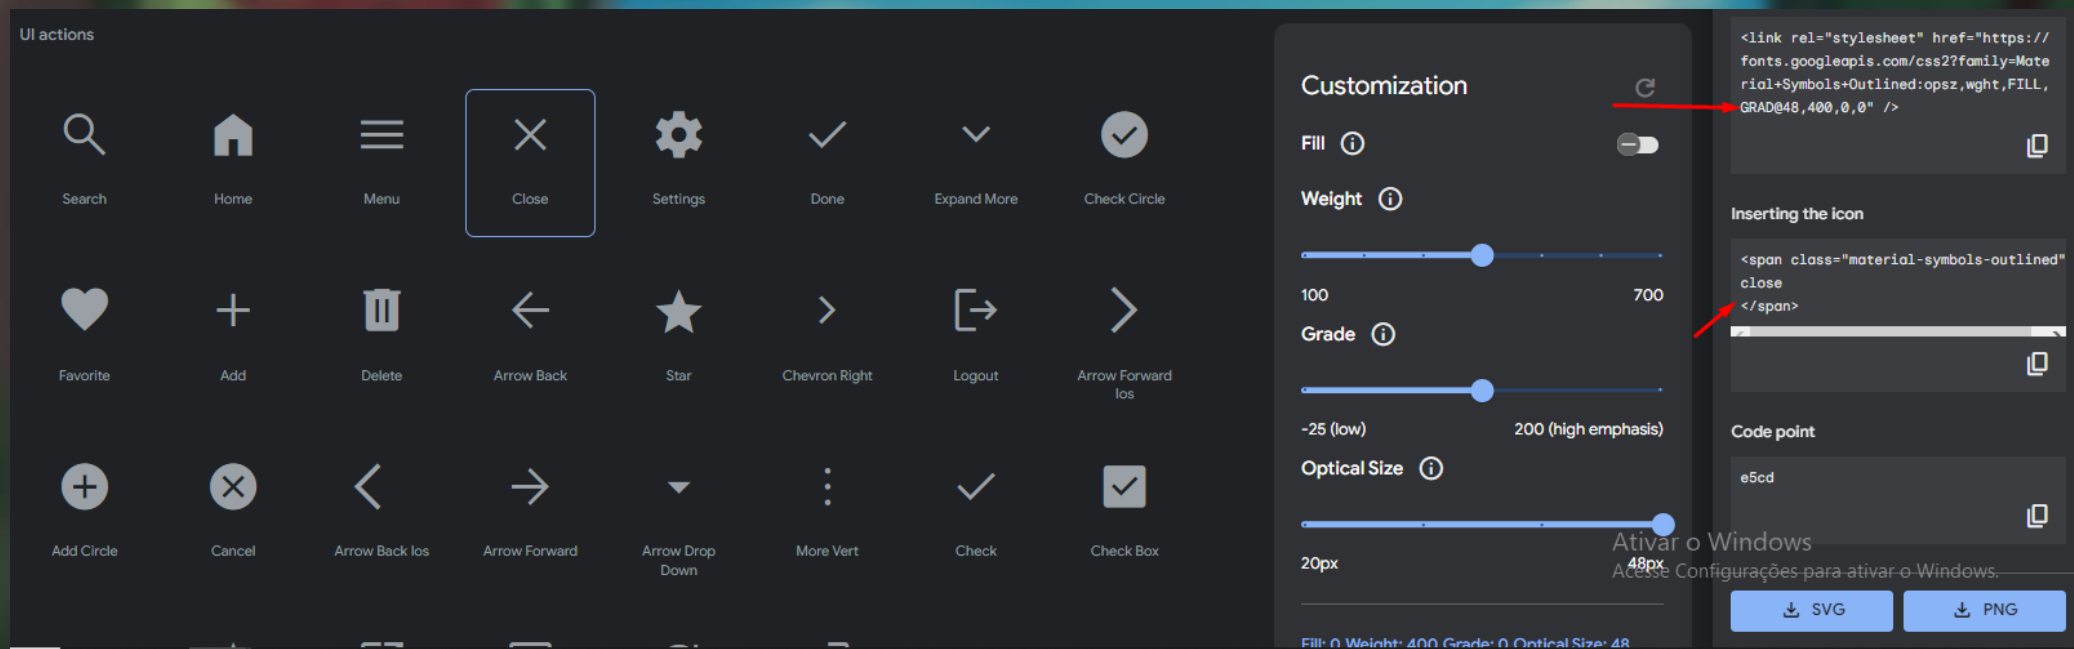 UI actions
Search
Home
Menu
Close
Settings
Done
Expand More
Check Circle
Favorite
Add
Delete
Arrow Back
Star
Chevron Right
Logout
Arrow Forward
Ios
Add Circle
Cancel
Arrow Back Ios
Arrow Forward
Arrow Drop
Down
More Vert
Check
Check Box
Customization
Fill
Weight
100
700
Grade
-25 (low)
200 (high emphasis)
Optical Size
20px
48px
Fill: 0 Weight: 400 Grade: 0 Optical Size: 48
<link rel="stylesheet" href="https://
fonts.googleapis.com/css2?family=Mate
rial+Symbols+Outlined:opsz,wght,FILL,
GRAD@48,400,0,0" />
Inserting the icon
<span class="material-symbols-outlined"
close
</span>
Code point
e5cd
Ativar o Windows
Acesse Configurações para ativar o Windows.
SVG
PNG